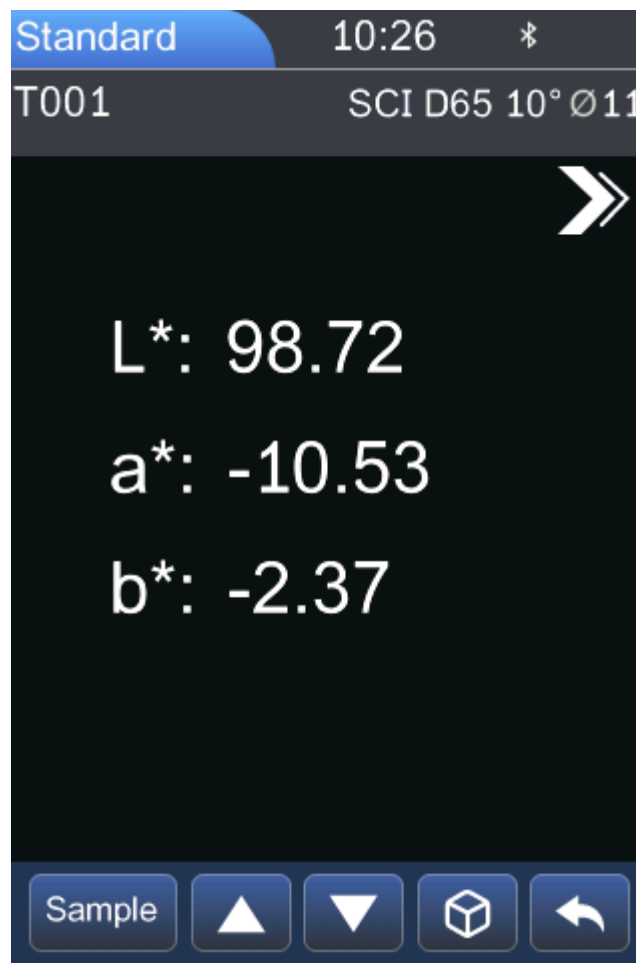 Standard 10:26
T001 SCI D65 10° Ø11
L*: 98.72
a*: -10.53
b*: -2.37
Sample